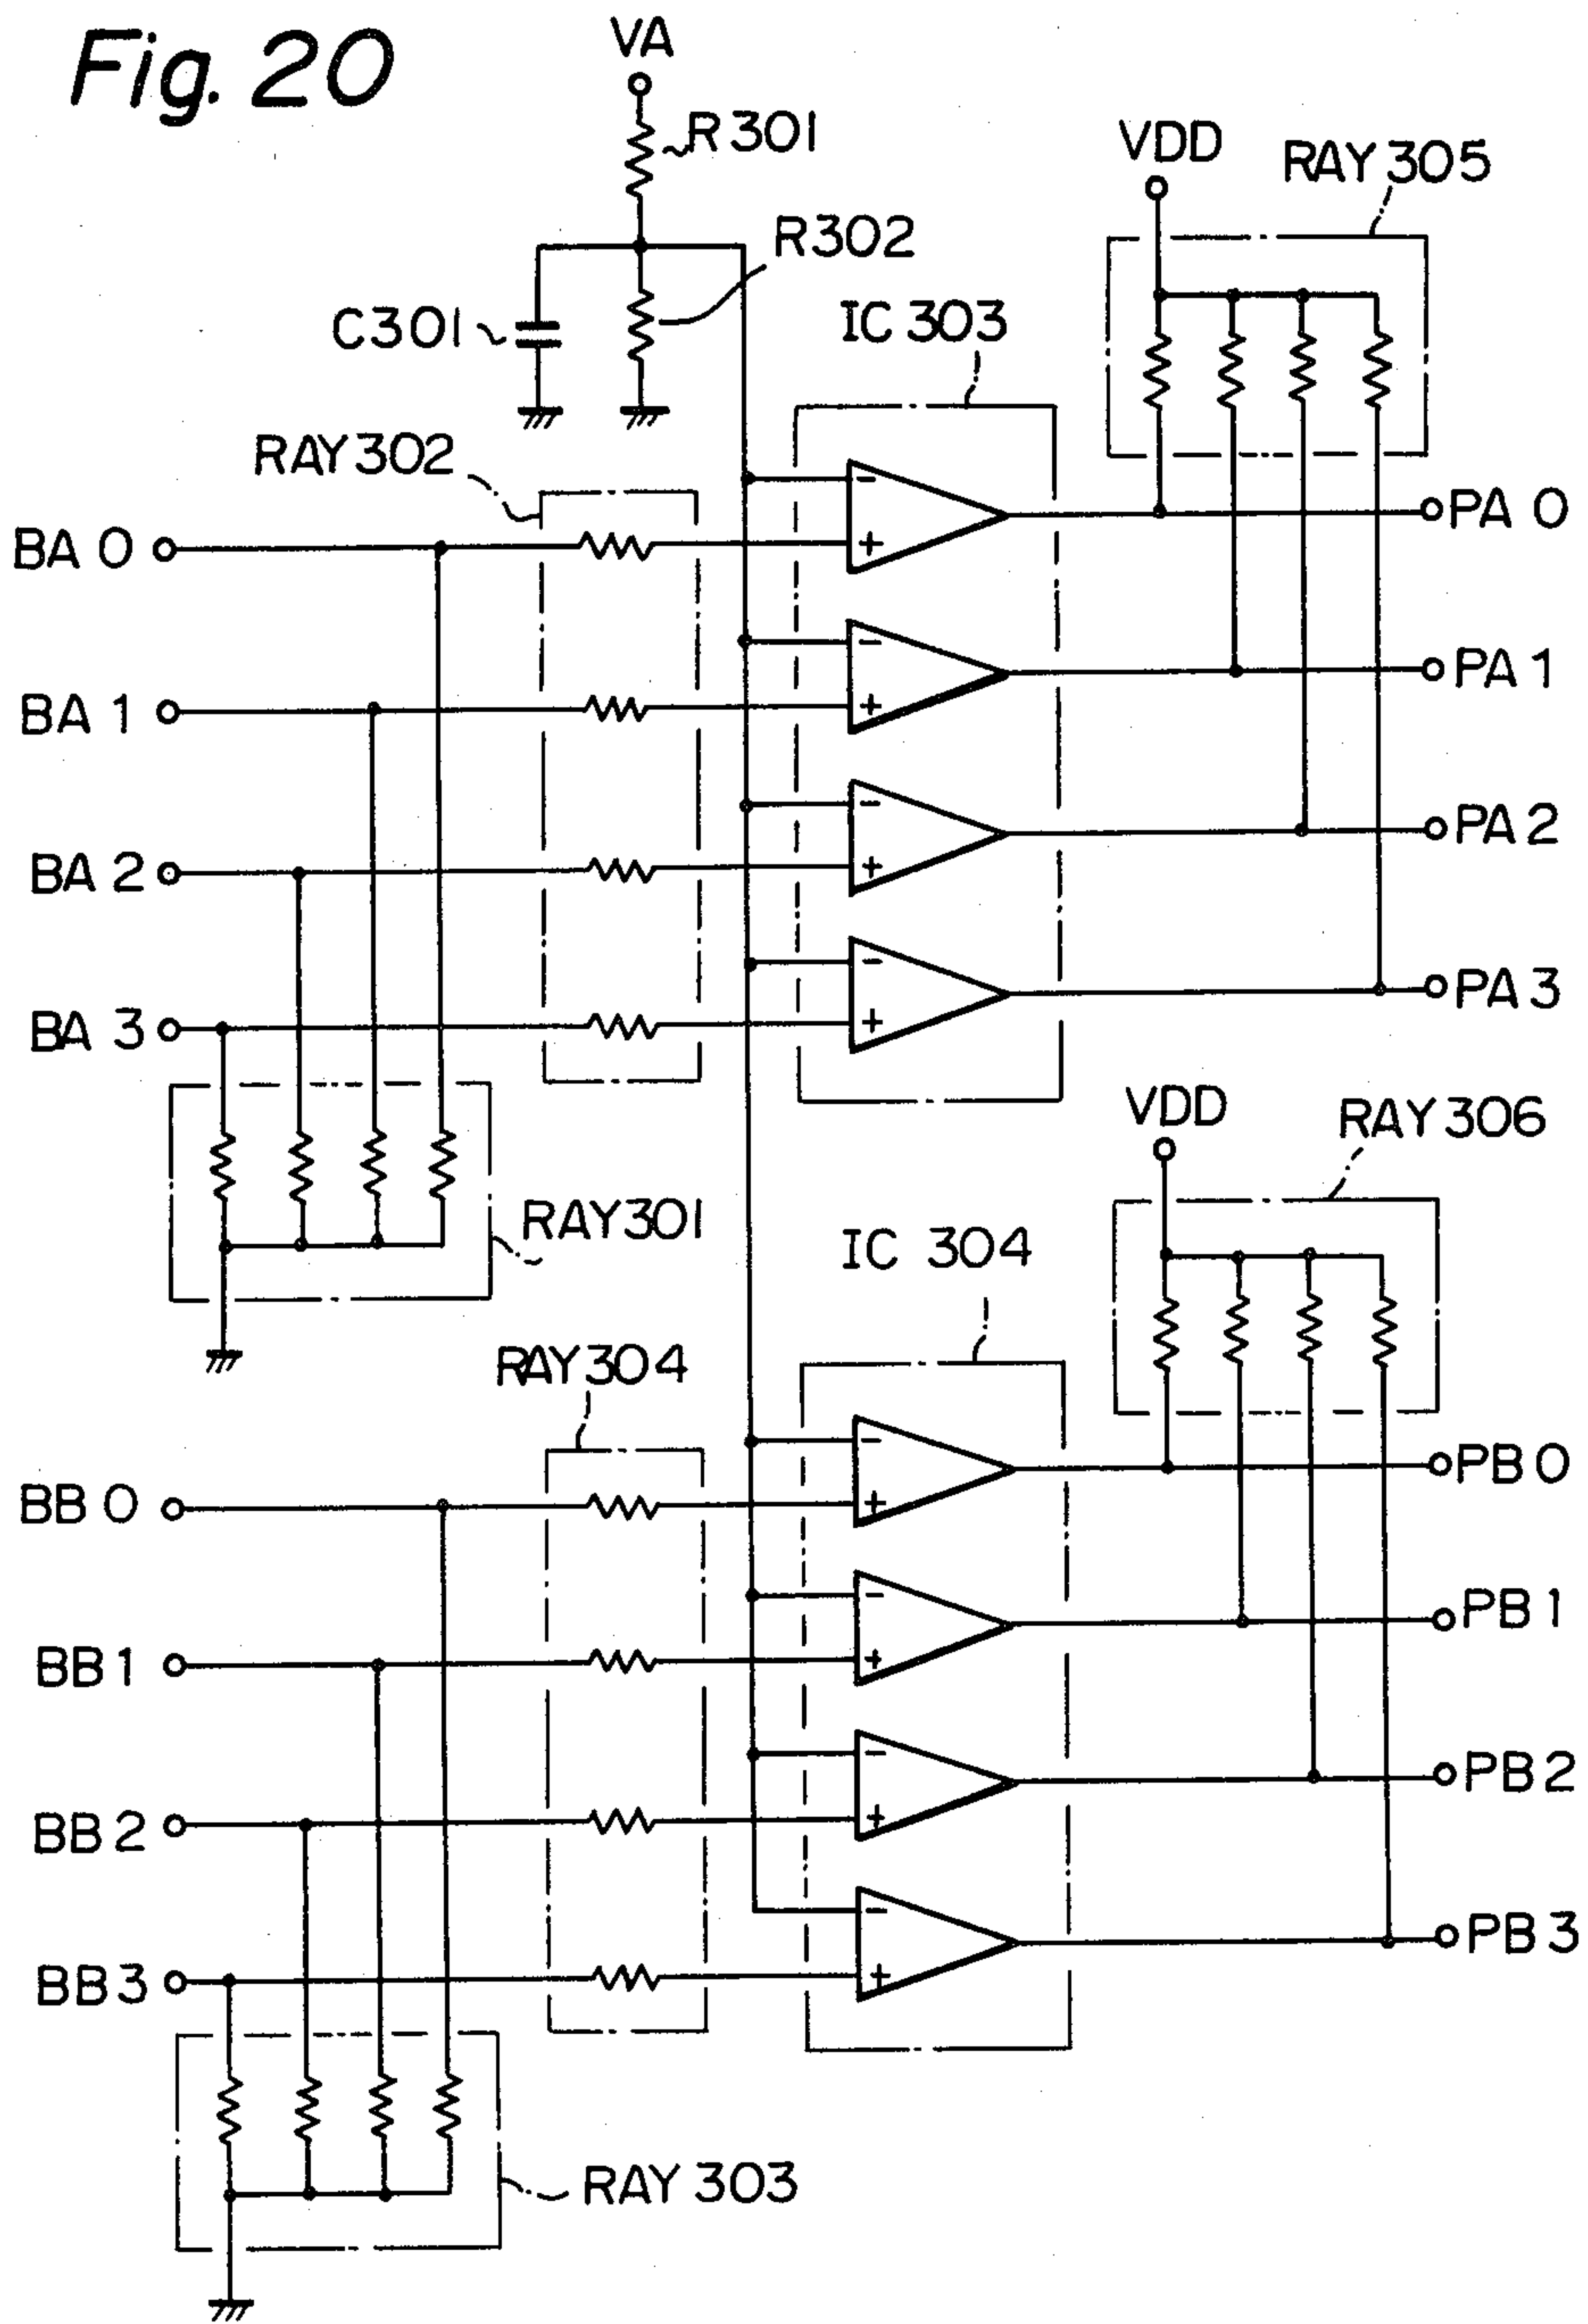 Fig. 20
VA
R301
VDD
RAY305
R302
C301
IC 303
RAY302
- 
+
BA 0
PA 0
-
+
BA 1
PA 1
-
+
BA 2
PA 2
-
+
BA 3
PA 3
VDD
RAY306
RAY301
IC 304
RAY304
-
+
BB 0
PB 0
-
+
BB 1
PB 1
-
+
BB 2
PB 2
-
+
BB 3
PB 3
RAY 303